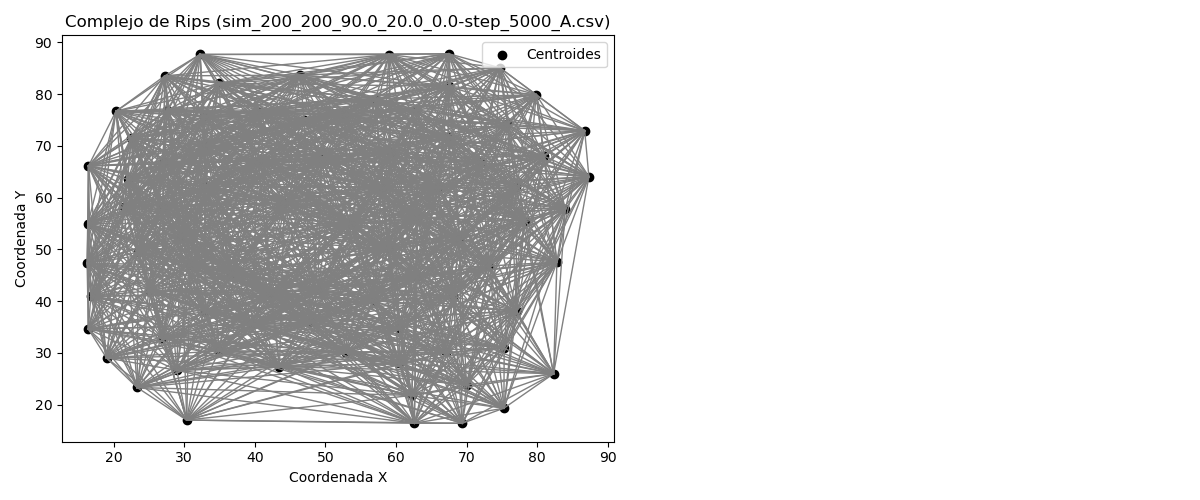 Complejo de Rips (sim_200_200_90.0_20.0_0.0-step_5000_A.csv)
Centroides
90
80
70
60
50
40
30
20
Coordenada Y
20 30 40 50 60 70 80 90
Coordenada X